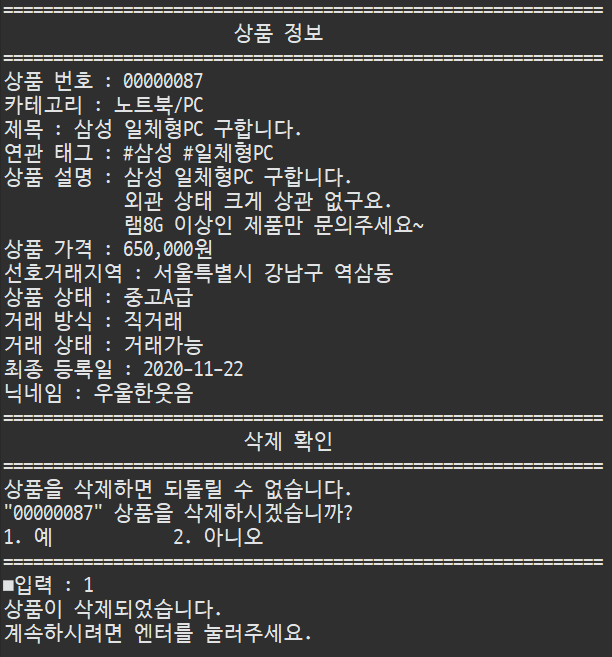 ============================================================
상품 정보
============================================================
상품 번호 : 00000087
카테고리 : 노트북/PC
제목 : 삼성 일체형PC 구합니다.
연관 태그 : #삼성 #일체형PC
상품 설명 : 삼성 일체형PC 구합니다.
외관 상태 크게 상관 없구요.
램8G 이상인 제품만 문의주세요~
상품 가격 : 650,000원
선호거래지역 : 서울특별시 강남구 역삼동
상품 상태 : 중고A급
거래 방식 : 직거래
거래 상태 : 거래가능
최종 등록일 : 2020-11-22
닉네임 : 우울한웃음
============================================================
삭제 확인
============================================================
상품을 삭제하면 되돌릴 수 없습니다.
"00000087" 상품을 삭제하시겠습니까?
1. 예 2. 아니오
============================================================
■입력 : 1
상품이 삭제되었습니다.
계속하시려면 엔터를 눌러주세요.